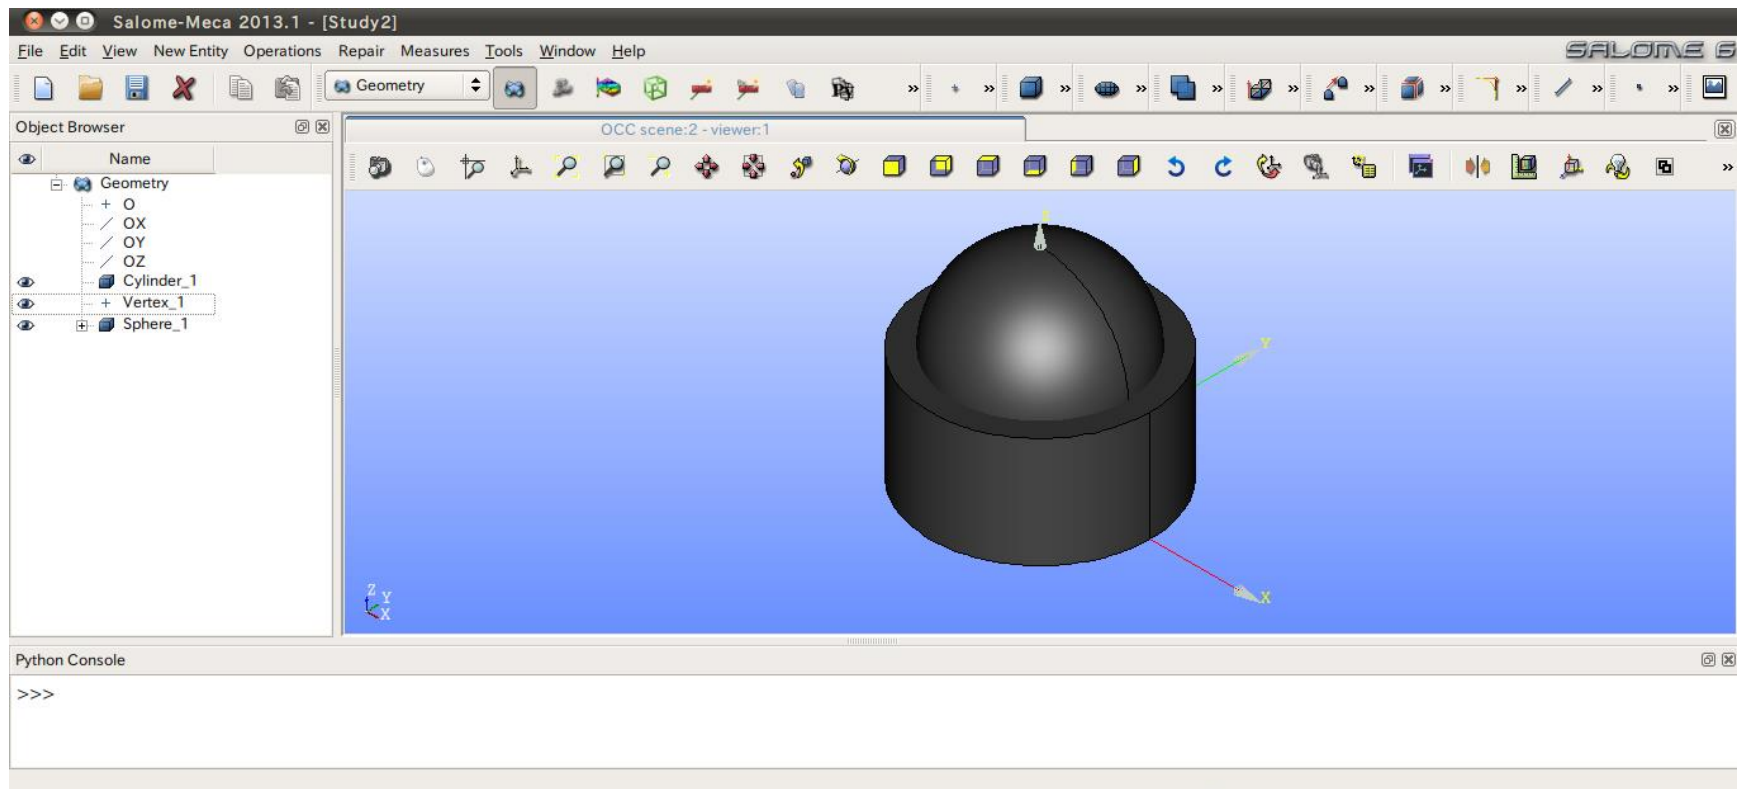 Salome-Meca 2013.1 - [Study2]
File Edit View New Entity Operations Repair Measures Tools Window Help
SALOME 6
Geometry
Object Browser
OCC scene:2 - viewer:1
Name
Geometry
O
OX
OY
OZ
Cylinder_1
Vertex_1
Sphere_1
Z
Y
X
Z
Y
X
Python Console
>>>